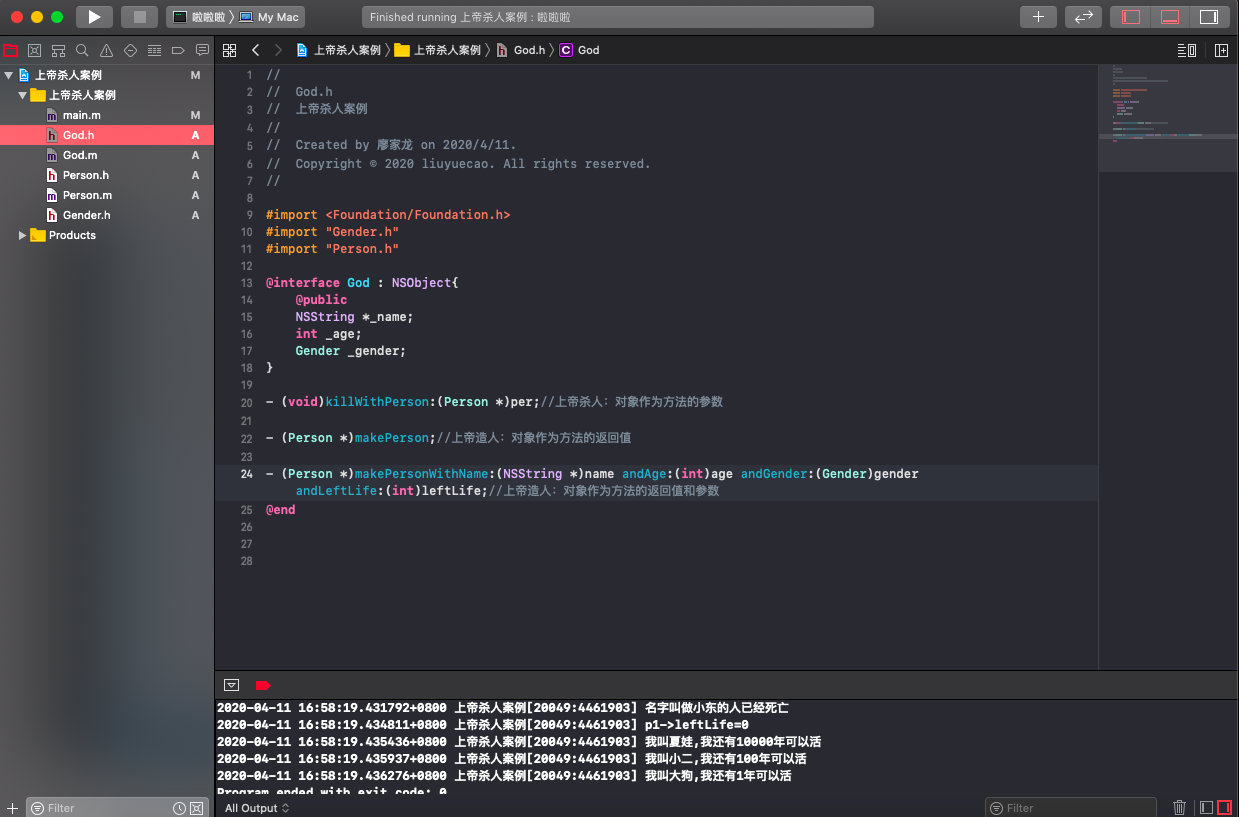 啦啦啦 〉 My Mac
Finished running 上帝杀人案例 : 啦啦啦
上帝杀人案例 〉 上帝杀人案例 〉 God.h 〉 C God
上帝杀人案例 M
上帝杀人案例
main.m M
God.h A
God.m A
Person.h A
Person.m A
Gender.h A
Products
1 //
2 //  God.h
3 //  上帝杀人案例
4 //
5 //  Created by 廖家龙 on 2020/4/11.
6 //  Copyright © 2020 liuyuecao. All rights reserved.
7 //
8
9 #import <Foundation/Foundation.h>
10 #import "Gender.h"
11 #import "Person.h"
12
13 @interface God : NSObject{
14     @public
15     NSString *_name;
16     int _age;
17     Gender _gender;
18 }
19
20 - (void)killWithPerson:(Person *)per;//上帝杀人：对象作为方法的参数
21
22 - (Person *)makePerson;//上帝造人：对象作为方法的返回值
23
24 - (Person *)makePersonWithName:(NSString *)name andAge:(int)age andGender:(Gender)gender
andLeftLife:(int)leftLife;//上帝造人：对象作为方法的返回值和参数
25 @end
26
27
28
2020-04-11 16:58:19.431792+0800 上帝杀人案例[20049:4461903] 名字叫做小东的人已经死亡
2020-04-11 16:58:19.434811+0800 上帝杀人案例[20049:4461903] p1->leftLife=0
2020-04-11 16:58:19.435436+0800 上帝杀人案例[20049:4461903] 我叫夏娃,我还有10000年可以活
2020-04-11 16:58:19.435937+0800 上帝杀人案例[20049:4461903] 我叫小二,我还有100年可以活
2020-04-11 16:58:19.436276+0800 上帝杀人案例[20049:4461903] 我叫大狗,我还有1年可以活
Program ended with exit code: 0
Filter
All Output
Filter